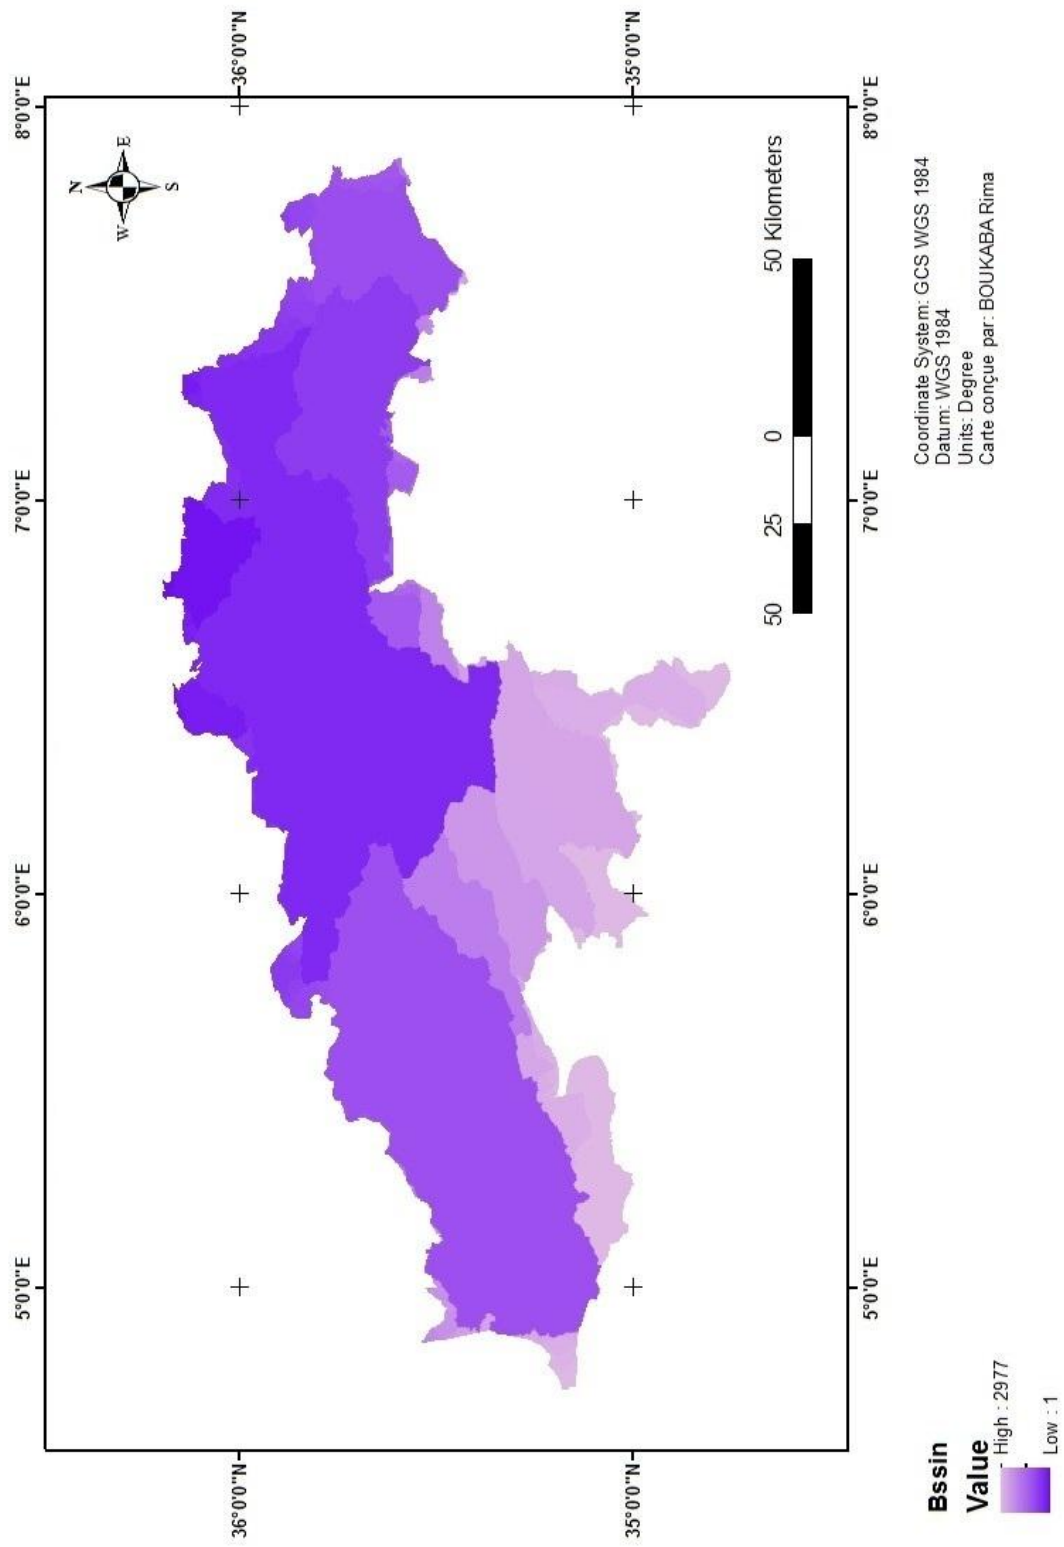 5°0'0"E
6°0'0"E
7°0'0"E
8°0'0"E
N
W
E
S
36°0'0"N
36°0'0"N
35°0'0"N
35°0'0"N
50
25
0
50 Kilometers
5°0'0"E
6°0'0"E
7°0'0"E
8°0'0"E
Bssin
Value
High : 2977
Low : 1
Coordinate System: GCS WGS 1984
Datum: WGS 1984
Units: Degree
Carte conçue par: BOUKABA Rima